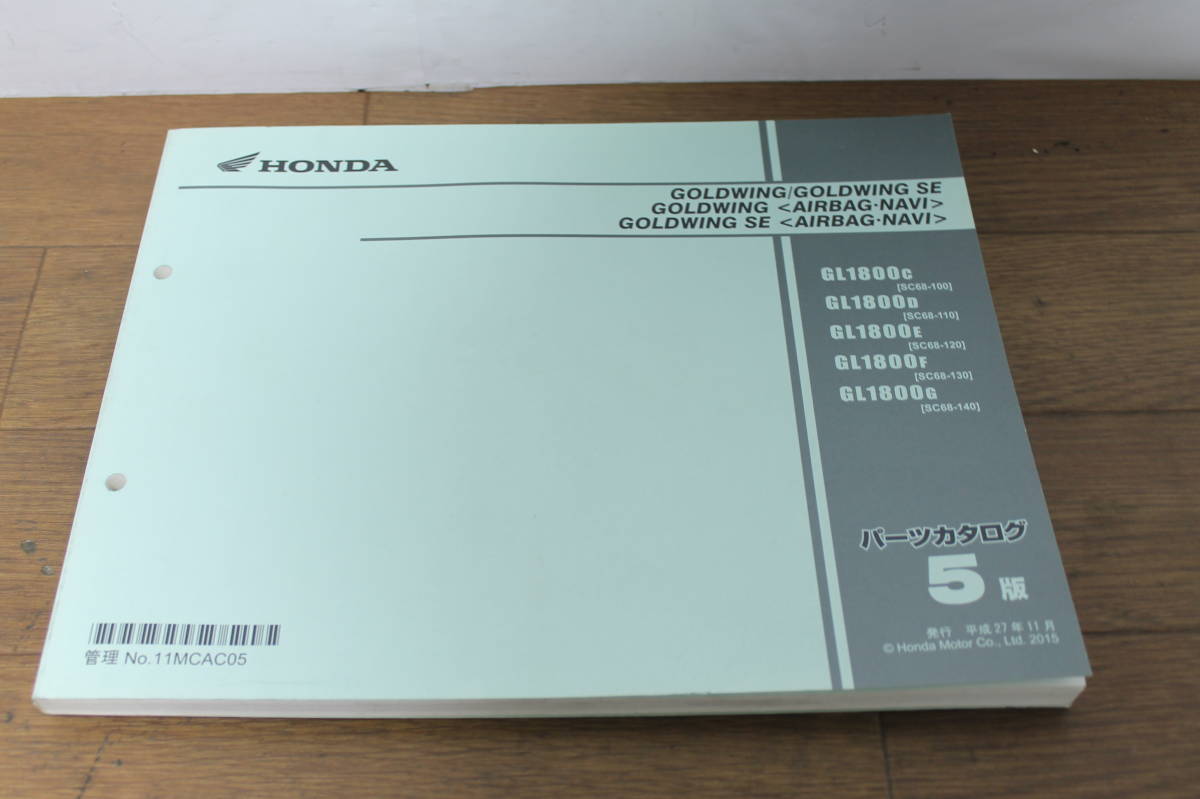 HONDA
GOLDWING/GOLDWING SE
GOLDWING <AIRBAG·NAVI>
GOLDWING SE <AIRBAG·NAVI>
GL1800C
[SC68-100]
GL1800D
[SC68-110]
GL1800E
[SC68-120]
GL1800F
[SC68-130]
GL1800G
[SC68-140]
パーツカタログ
5版
発行 平成27年11月
© Honda Motor Co., Ltd. 2015
管理 No.11MCAC05